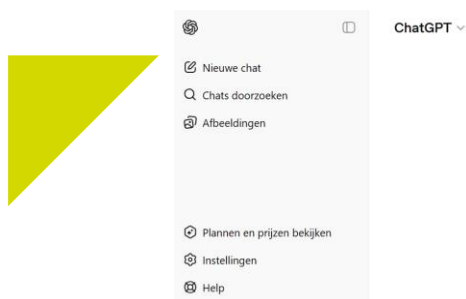 ChatGPT
Nieuwe chat
Chats doorzoeken
Afbeeldingen
Plannen en prijzen bekijken
Instellingen
Help